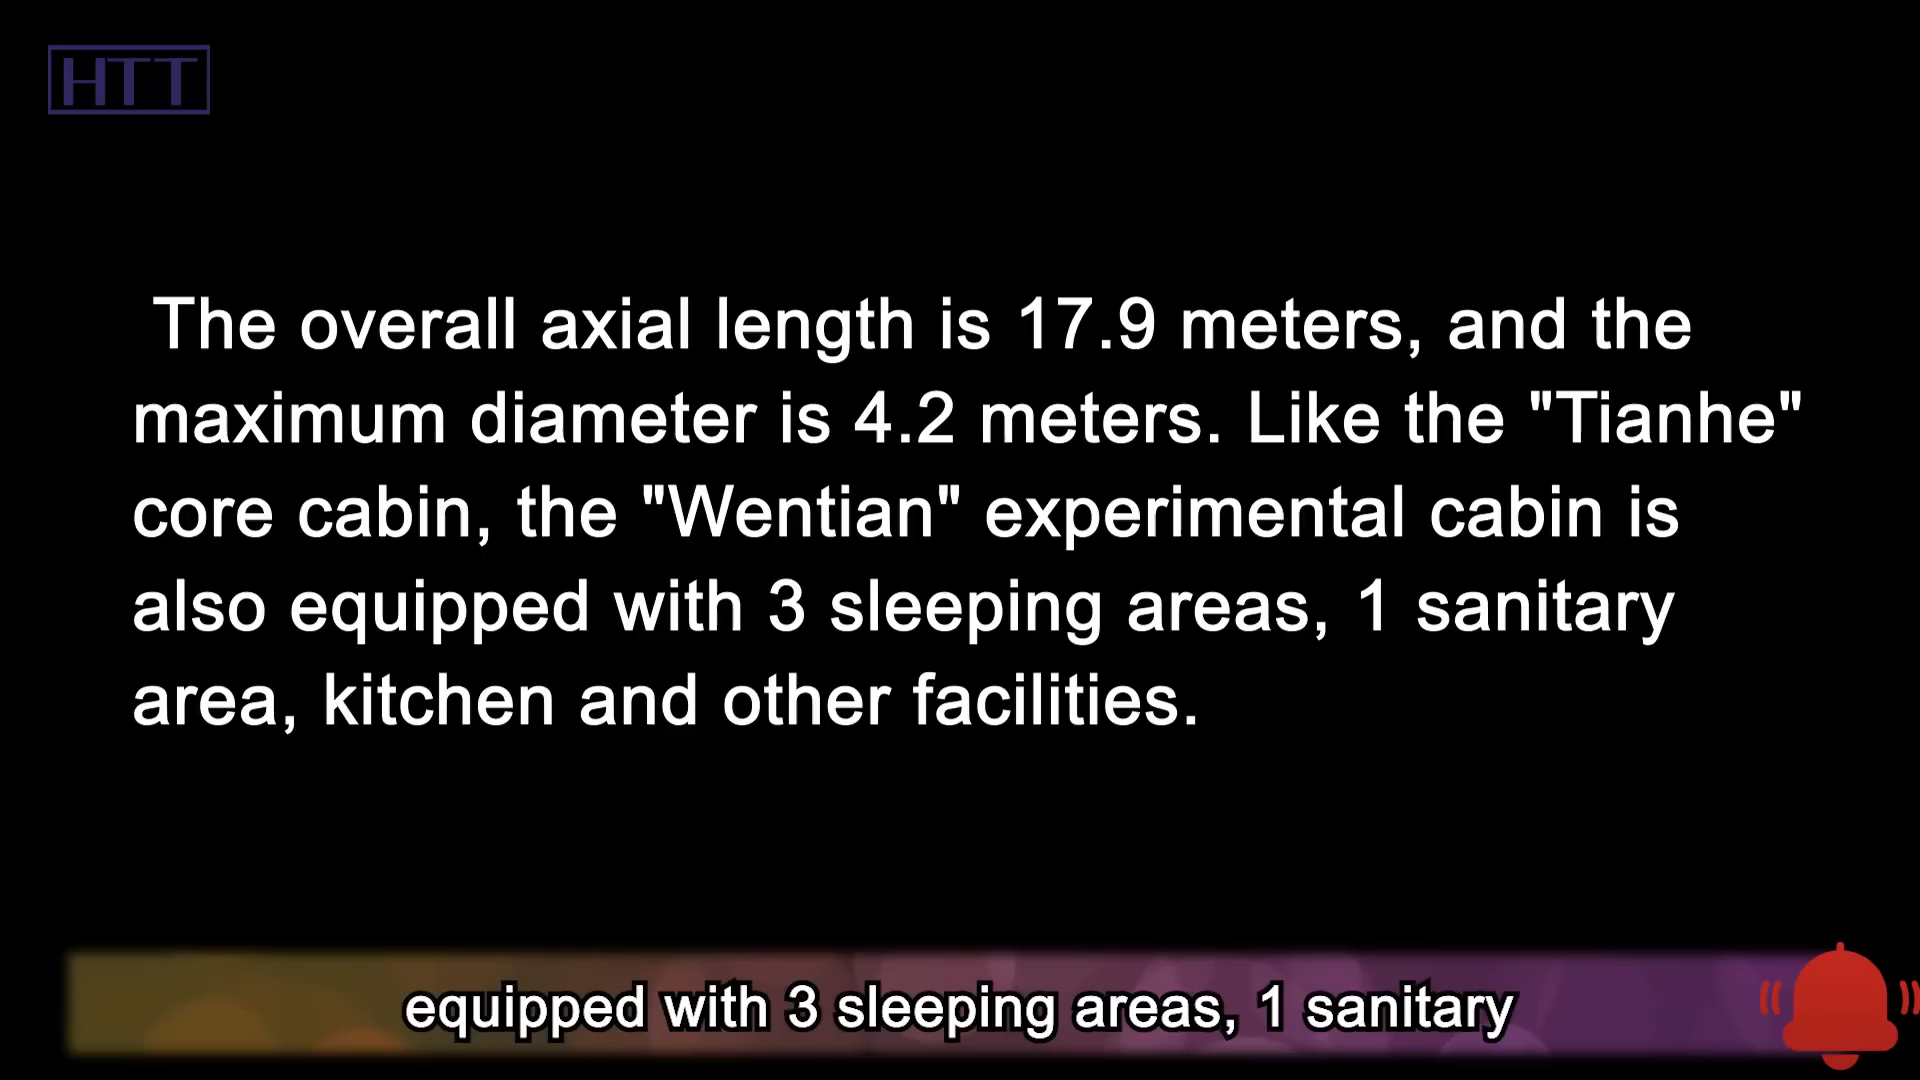 HTT
The overall axial length is 17.9 meters, and the
maximum diameter is 4.2 meters. Like the "Tianhe"
core cabin, the "Wentian" experimental cabin is
also equipped with 3 sleeping areas, 1 sanitary
area, kitchen and other facilities.
equipped with 3 sleeping areas, 1 sanitary